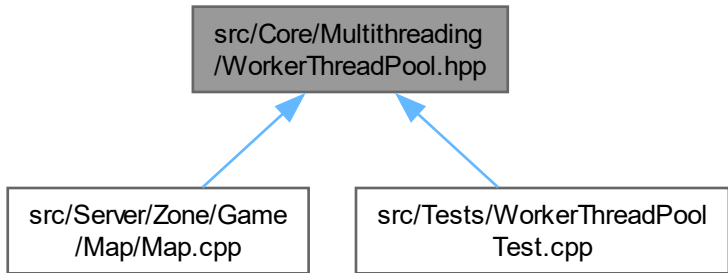 src/Core/Multithreading
/WorkerThreadPool.hpp
src/Server/Zone/Game
/Map/Map.cpp
src/Tests/WorkerThreadPool
Test.cpp